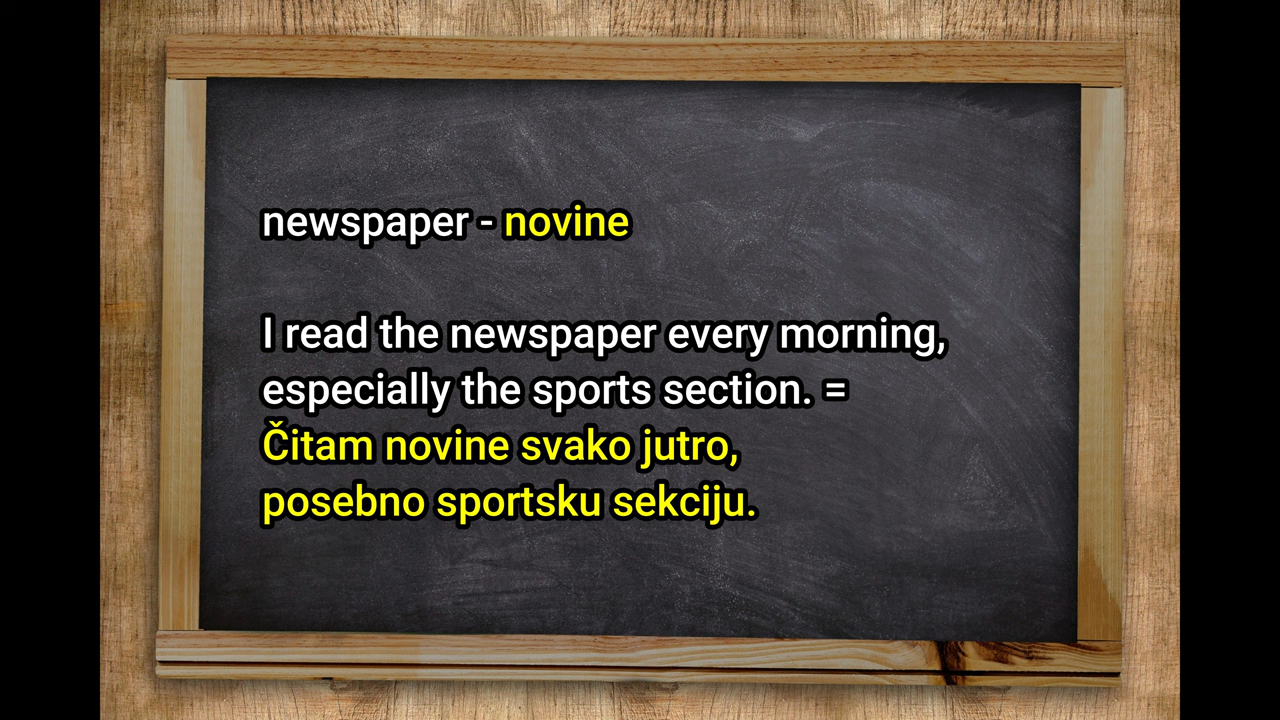 newspaper - novine
I read the newspaper every morning,
especially the sports section. =
Čitam novine svako jutro,
posebno sportsku sekciju.